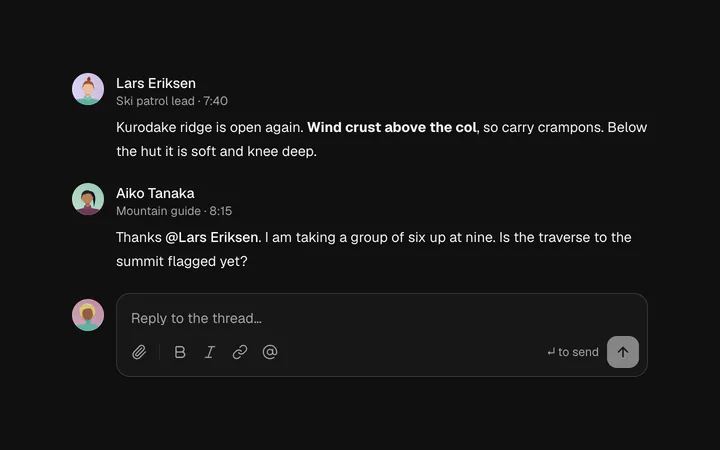 Lars Eriksen
Ski patrol lead · 7:40
Kurodake ridge is open again. Wind crust above the col, so carry crampons. Below
the hut it is soft and knee deep.
Aiko Tanaka
Mountain guide · 8:15
Thanks @Lars Eriksen. I am taking a group of six up at nine. Is the traverse to the
summit flagged yet?
Reply to the thread...
B I @ ↵ to send